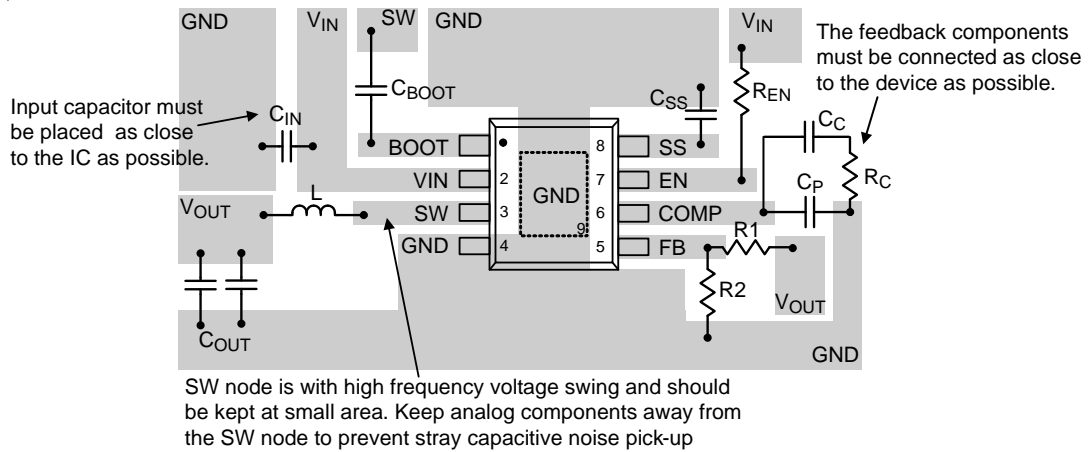 GND
VIN
SW
GND
VIN
The feedback components
must be connected as close
to the device as possible.
Input capacitor must
be placed as close
to the IC as possible.
CIN
CBOOT
CSS
REN
CC
RC
CP
BOOT
8
SS
VIN
2
GND
7
EN
VOUT
L
SW
3
9
6
COMP
GND
4
5
FB
R1
R2
VOUT
COUT
GND
SW node is with high frequency voltage swing and should
be kept at small area. Keep analog components away from
the SW node to prevent stray capacitive noise pick-up